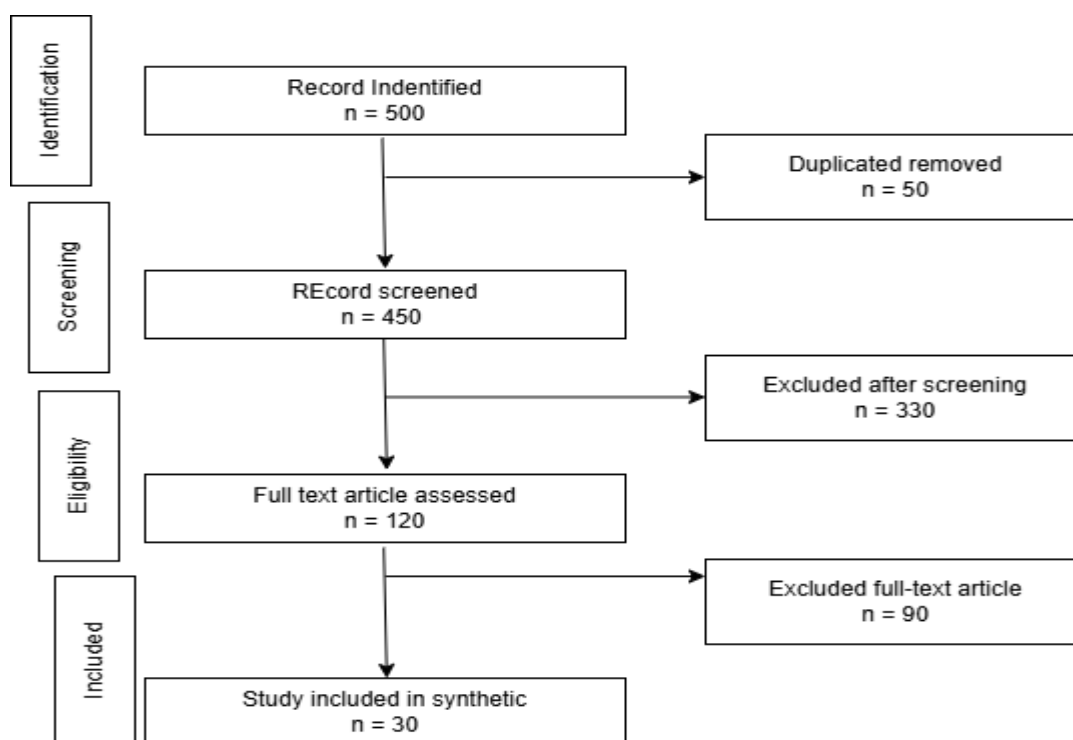 Identification
Record Indentified
n = 500
Duplicated removed
n = 50
Screening
REcord screened
n = 450
Excluded after screening
n = 330
Eligibility
Full text article assessed
n = 120
Excluded full-text article
n = 90
Included
Study included in synthetic
n = 30